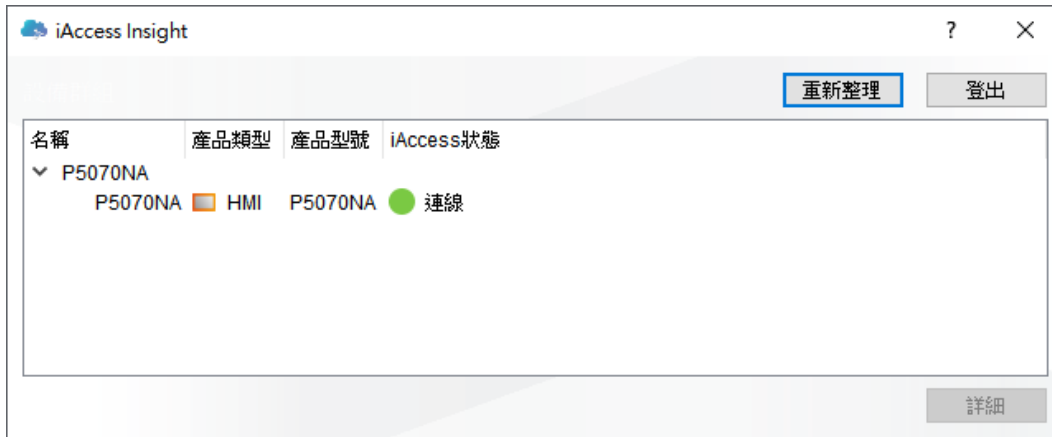 iAccess Insight ? ×
重新整理 登出
名稱 產品類型 產品型號 iAccess狀態
P5070NA
P5070NA HMI P5070NA 連線
詳細